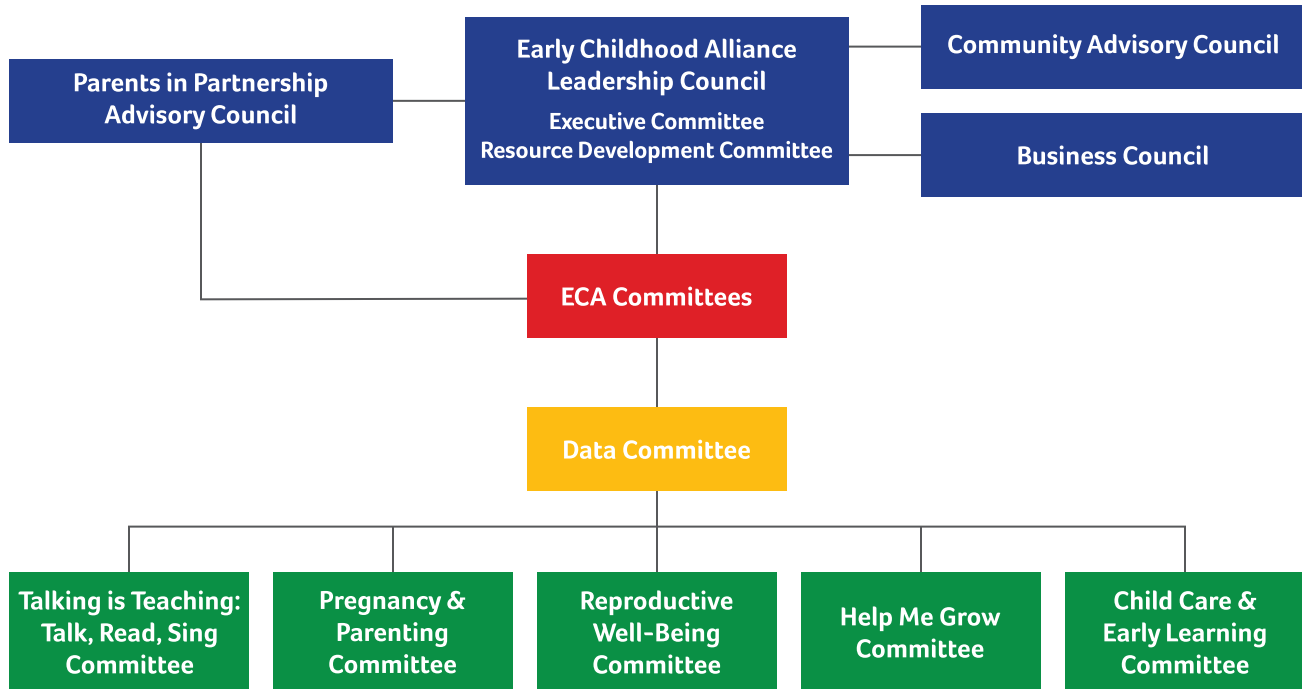 Parents in Partnership
Advisory Council
Early Childhood Alliance
Leadership Council
Executive Committee
Resource Development Committee
Community Advisory Council
Business Council
ECA Committees
Data Committee
Talking is Teaching:
Talk, Read, Sing
Committee
Pregnancy &
Parenting
Committee
Reproductive
Well-Being
Committee
Help Me Grow
Committee
Child Care &
Early Learning
Committee